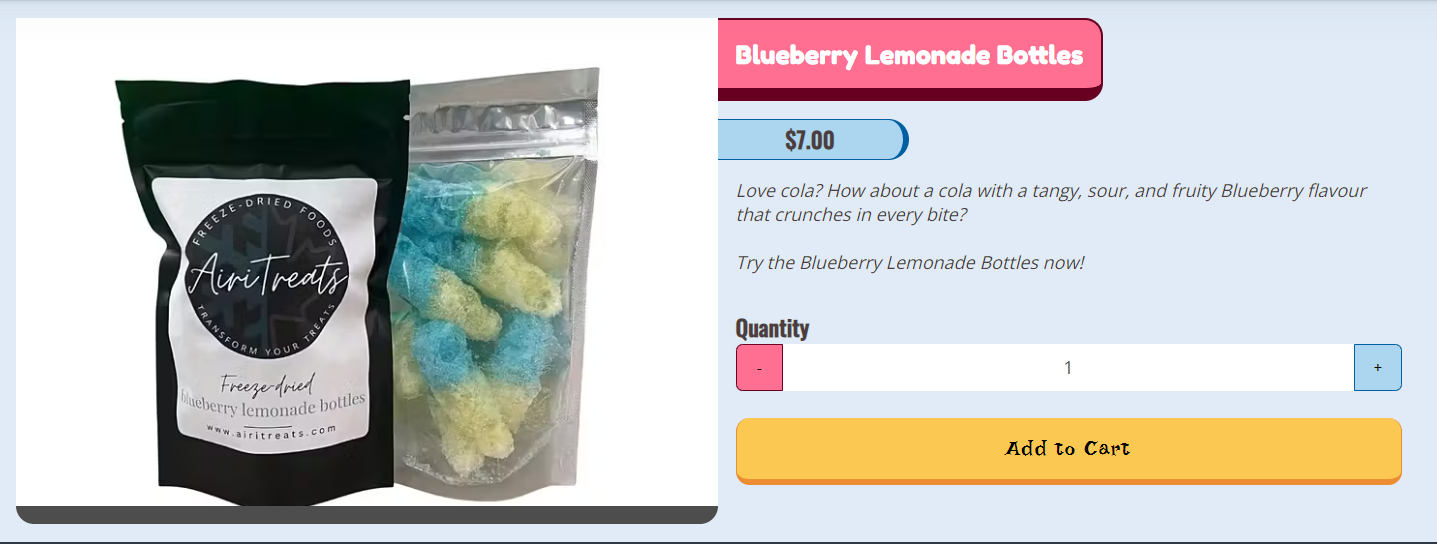 FREEZE-DRIED FOODS
AiriTreats
TRANSFORM YOUR TREATS
Freeze-dried
blueberry lemonade bottles
www.airitreats.com
Blueberry Lemonade Bottles
$7.00
Love cola? How about a cola with a tangy, sour, and fruity Blueberry flavour
that crunches in every bite?
Try the Blueberry Lemonade Bottles now!
Quantity
- 1 +
Add to Cart